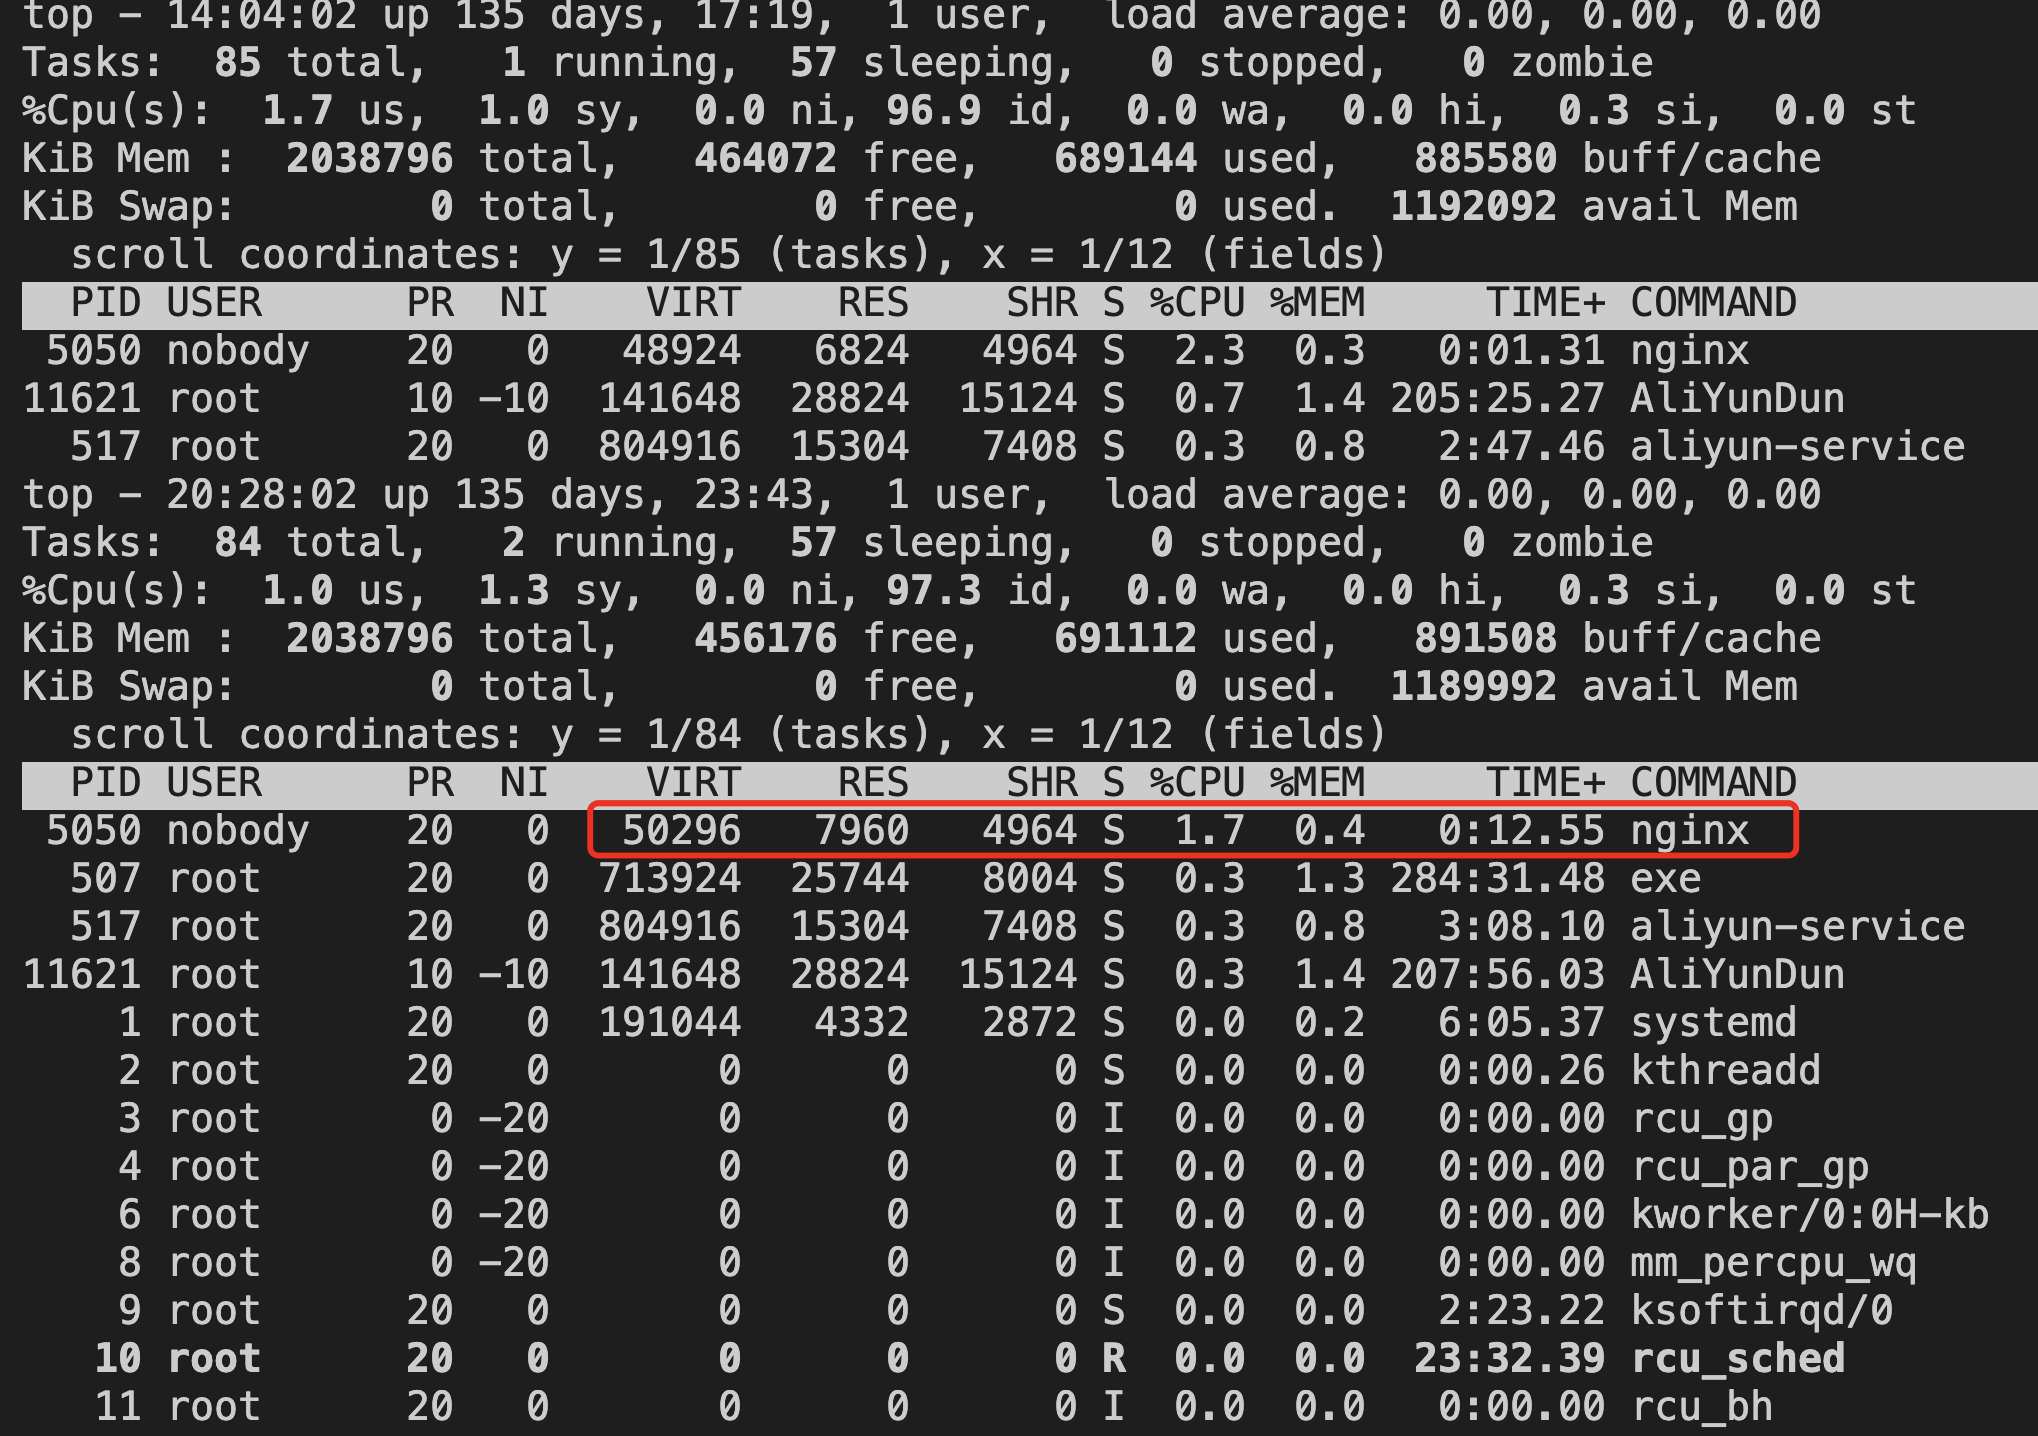 top - 14:04:02 up 135 days, 17:19,  1 user,  load average: 0.00, 0.00, 0.00
Tasks:  85 total,   1 running,  57 sleeping,   0 stopped,   0 zombie
%Cpu(s):  1.7 us,  1.0 sy,  0.0 ni, 96.9 id,  0.0 wa,  0.0 hi,  0.3 si,  0.0 st
KiB Mem :  2038796 total,   464072 free,   689144 used,   885580 buff/cache
KiB Swap:        0 total,        0 free,        0 used.  1192092 avail Mem
  scroll coordinates: y = 1/85 (tasks), x = 1/12 (fields)
  PID USER      PR  NI    VIRT    RES    SHR S %CPU %MEM     TIME+ COMMAND
 5050 nobody    20   0   48924   6824   4964 S  2.3  0.3   0:01.31 nginx
11621 root      10 -10  141648  28824  15124 S  0.7  1.4 205:25.27 AliYunDun
  517 root      20   0  804916  15304   7408 S  0.3  0.8   2:47.46 aliyun-service
top - 20:28:02 up 135 days, 23:43,  1 user,  load average: 0.00, 0.00, 0.00
Tasks:  84 total,   2 running,  57 sleeping,   0 stopped,   0 zombie
%Cpu(s):  1.0 us,  1.3 sy,  0.0 ni, 97.3 id,  0.0 wa,  0.0 hi,  0.3 si,  0.0 st
KiB Mem :  2038796 total,   456176 free,   691112 used,   891508 buff/cache
KiB Swap:        0 total,        0 free,        0 used.  1189992 avail Mem
  scroll coordinates: y = 1/84 (tasks), x = 1/12 (fields)
  PID USER      PR  NI    VIRT    RES    SHR S %CPU %MEM     TIME+ COMMAND
 5050 nobody    20   0   50296   7960   4964 S  1.7  0.4   0:12.55 nginx
  507 root      20   0  713924  25744   8004 S  0.3  1.3 284:31.48 exe
  517 root      20   0  804916  15304   7408 S  0.3  0.8   3:08.10 aliyun-service
11621 root      10 -10  141648  28824  15124 S  0.3  1.4 207:56.03 AliYunDun
    1 root      20   0  191044   4332   2872 S  0.0  0.2   6:05.37 systemd
    2 root      20   0       0      0      0 S  0.0  0.0   0:00.26 kthreadd
    3 root       0 -20       0      0      0 I  0.0  0.0   0:00.00 rcu_gp
    4 root       0 -20       0      0      0 I  0.0  0.0   0:00.00 rcu_par_gp
    6 root       0 -20       0      0      0 I  0.0  0.0   0:00.00 kworker/0:0H-kb
    8 root       0 -20       0      0      0 I  0.0  0.0   0:00.00 mm_percpu_wq
    9 root      20   0       0      0      0 S  0.0  0.0   2:23.22 ksoftirqd/0
   10 root      20   0       0      0      0 R  0.0  0.0  23:32.39 rcu_sched
   11 root      20   0       0      0      0 I  0.0  0.0   0:00.00 rcu_bh